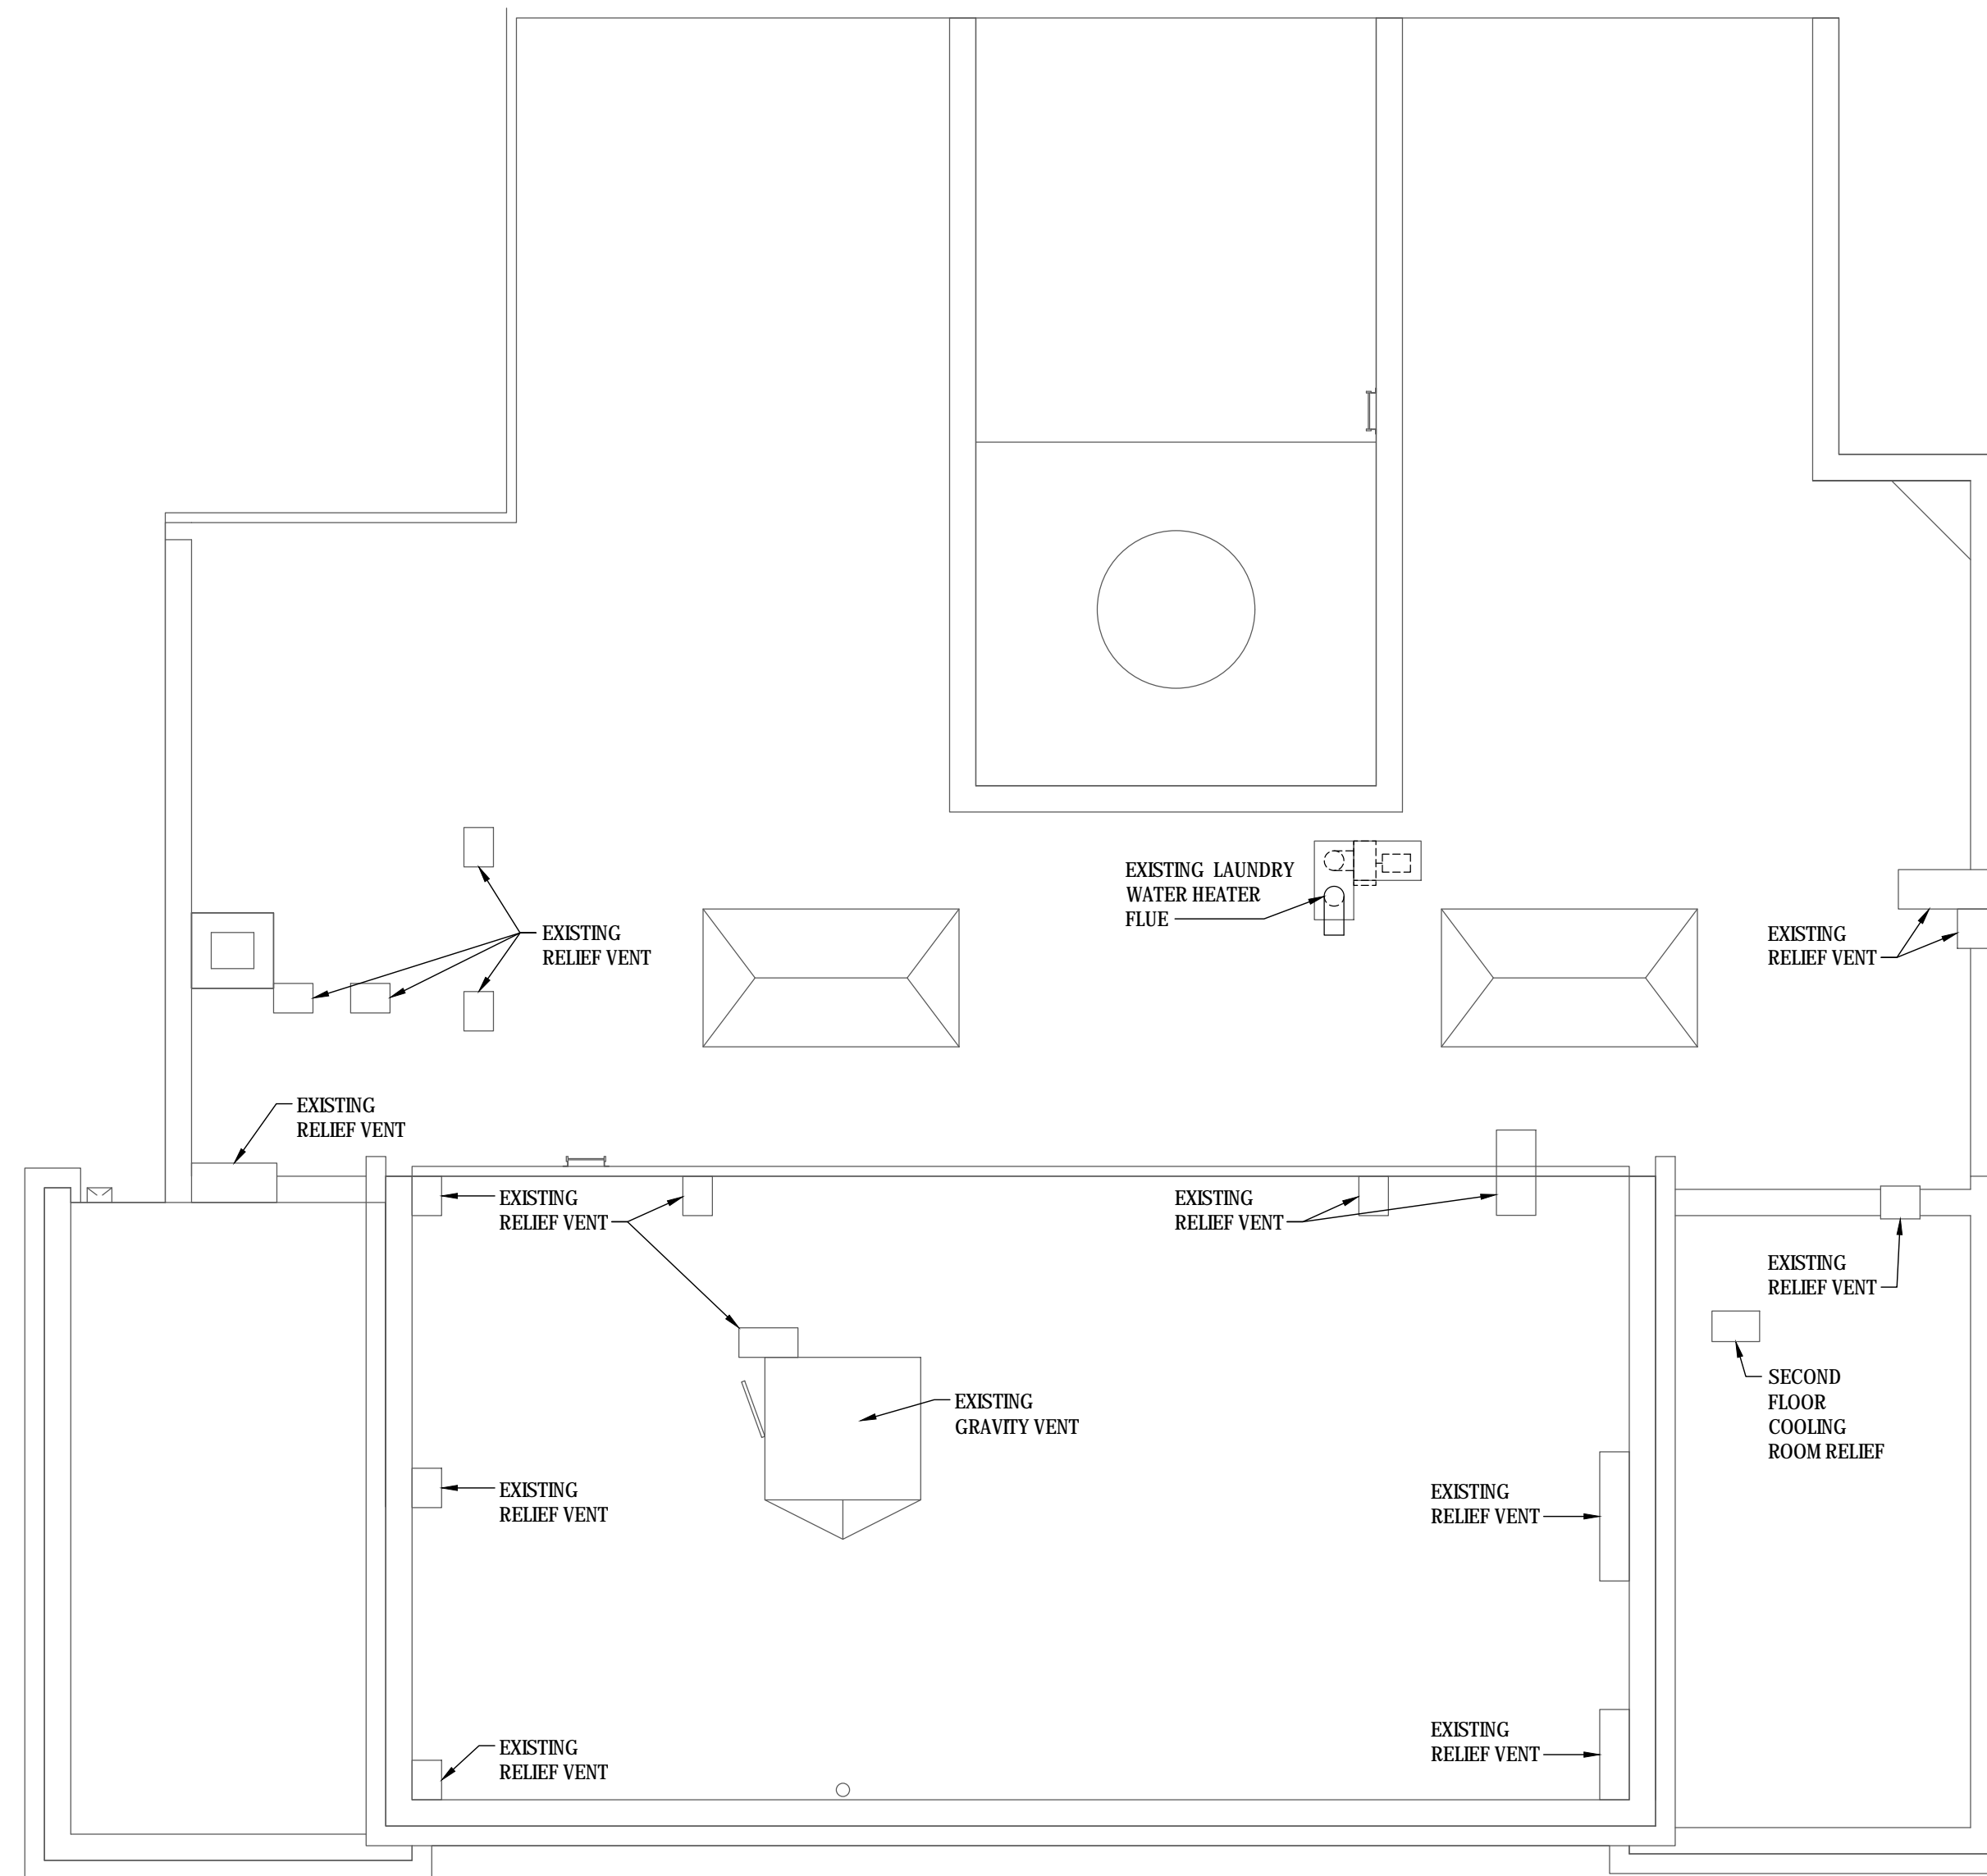 EXISTING LAUNDRY
WATER HEATER
FLUE
EXISTING
RELIEF VENT
EXISTING
RELIEF VENT
EXISTING
RELIEF VENT
EXISTING
RELIEF VENT
EXISTING
RELIEF VENT
EXISTING
RELIEF VENT
SECOND
FLOOR
COOLING
ROOM RELIEF
EXISTING
GRAVITY VENT
EXISTING
RELIEF VENT
EXISTING
RELIEF VENT
EXISTING
RELIEF VENT
EXISTING
RELIEF VENT